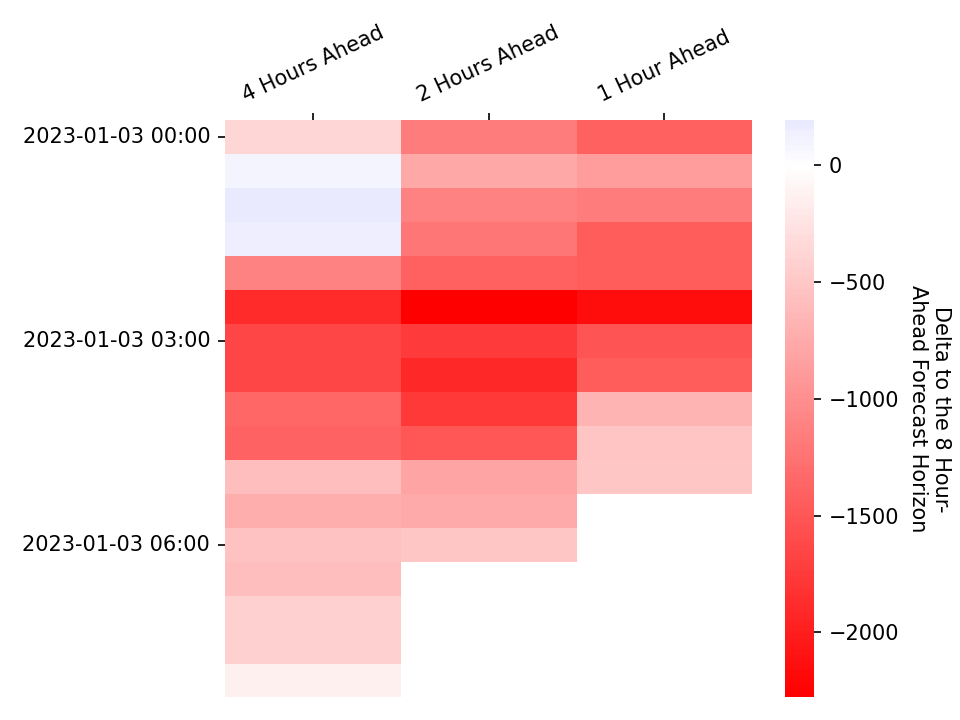 4 Hours Ahead
2 Hours Ahead
1 Hour Ahead
2023-01-03 00:00
2023-01-03 03:00
2023-01-03 06:00
0
−500
−1000
−1500
−2000
Delta to the 8 Hour-
Ahead Forecast Horizon